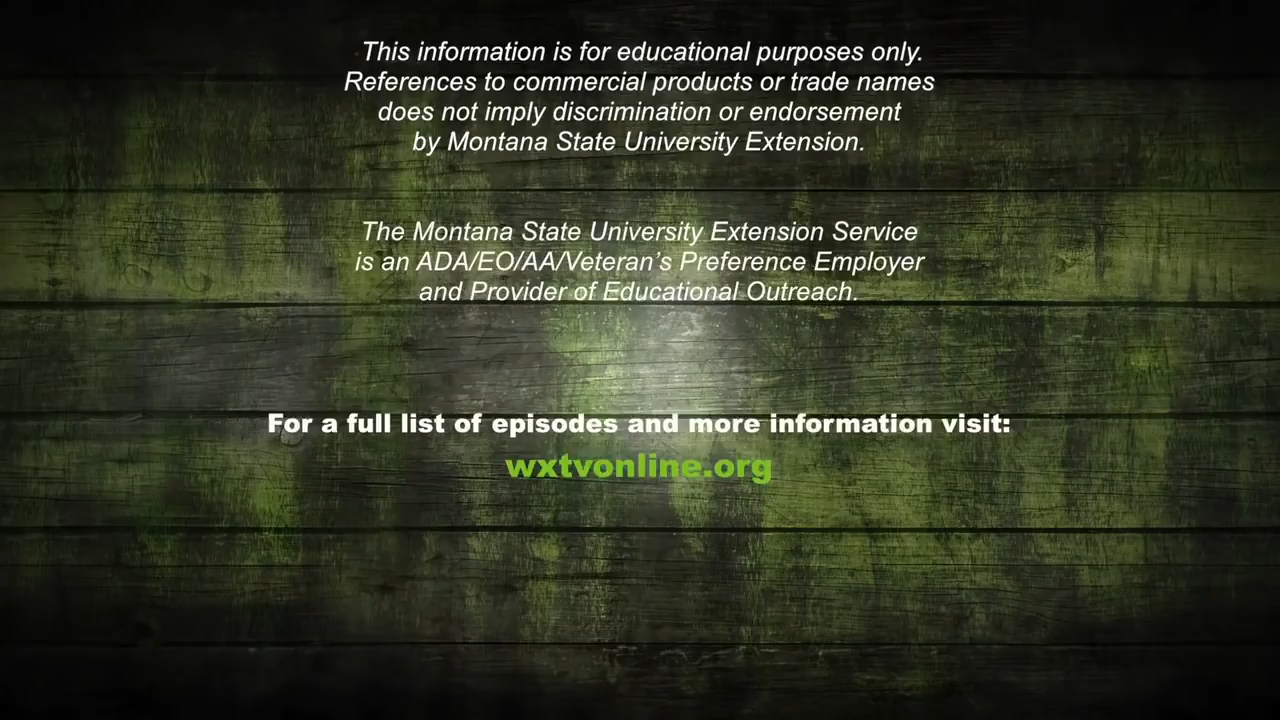 This information is for educational purposes only.
References to commercial products or trade names
does not imply discrimination or endorsement
by Montana State University Extension.
The Montana State University Extension Service
is an ADA/EO/AA/Veteran’s Preference Employer
and Provider of Educational Outreach.
For a full list of episodes and more information visit:
wxtvonline.org